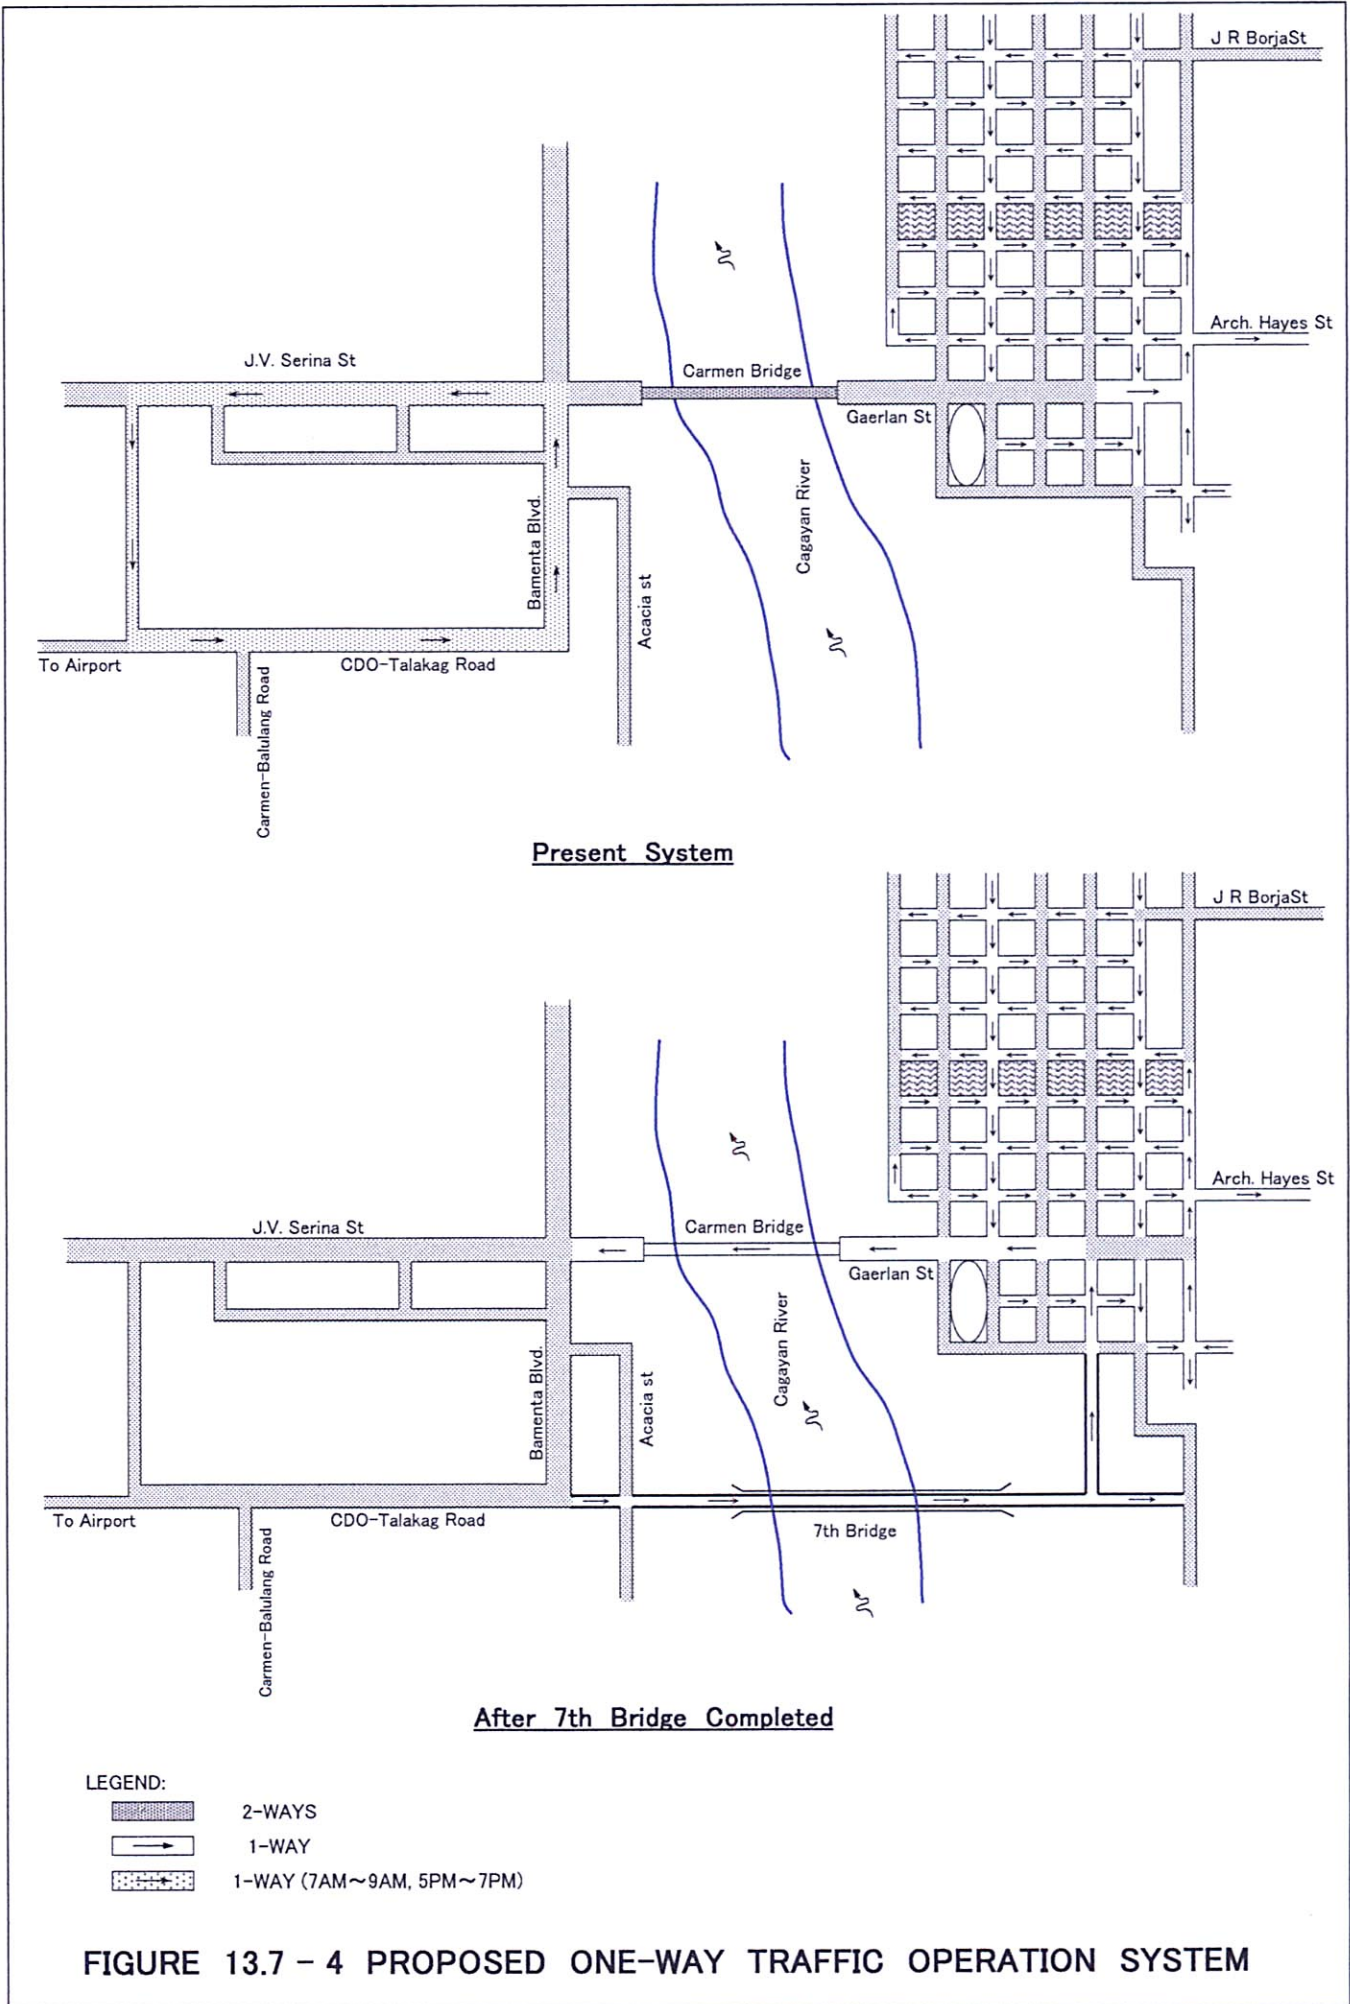 J R BorjaSt
Arch. Hayes St
J.V. Serina St
Carmen Bridge
Gaerlan St
Cagayan River
Bamenta Blvd.
Acacia st
To Airport
CDO-Talakag Road
Carmen-Balulang Road
Present System
J R BorjaSt
Arch. Hayes St
J.V. Serina St
Carmen Bridge
Gaerlan St
Cagayan River
Bamenta Blvd.
Acacia st
To Airport
CDO-Talakag Road
7th Bridge
Carmen-Balulang Road
After 7th Bridge Completed
LEGEND:
2-WAYS
1-WAY
1-WAY (7AM～9AM, 5PM～7PM)
FIGURE 13.7 - 4 PROPOSED ONE-WAY TRAFFIC OPERATION SYSTEM